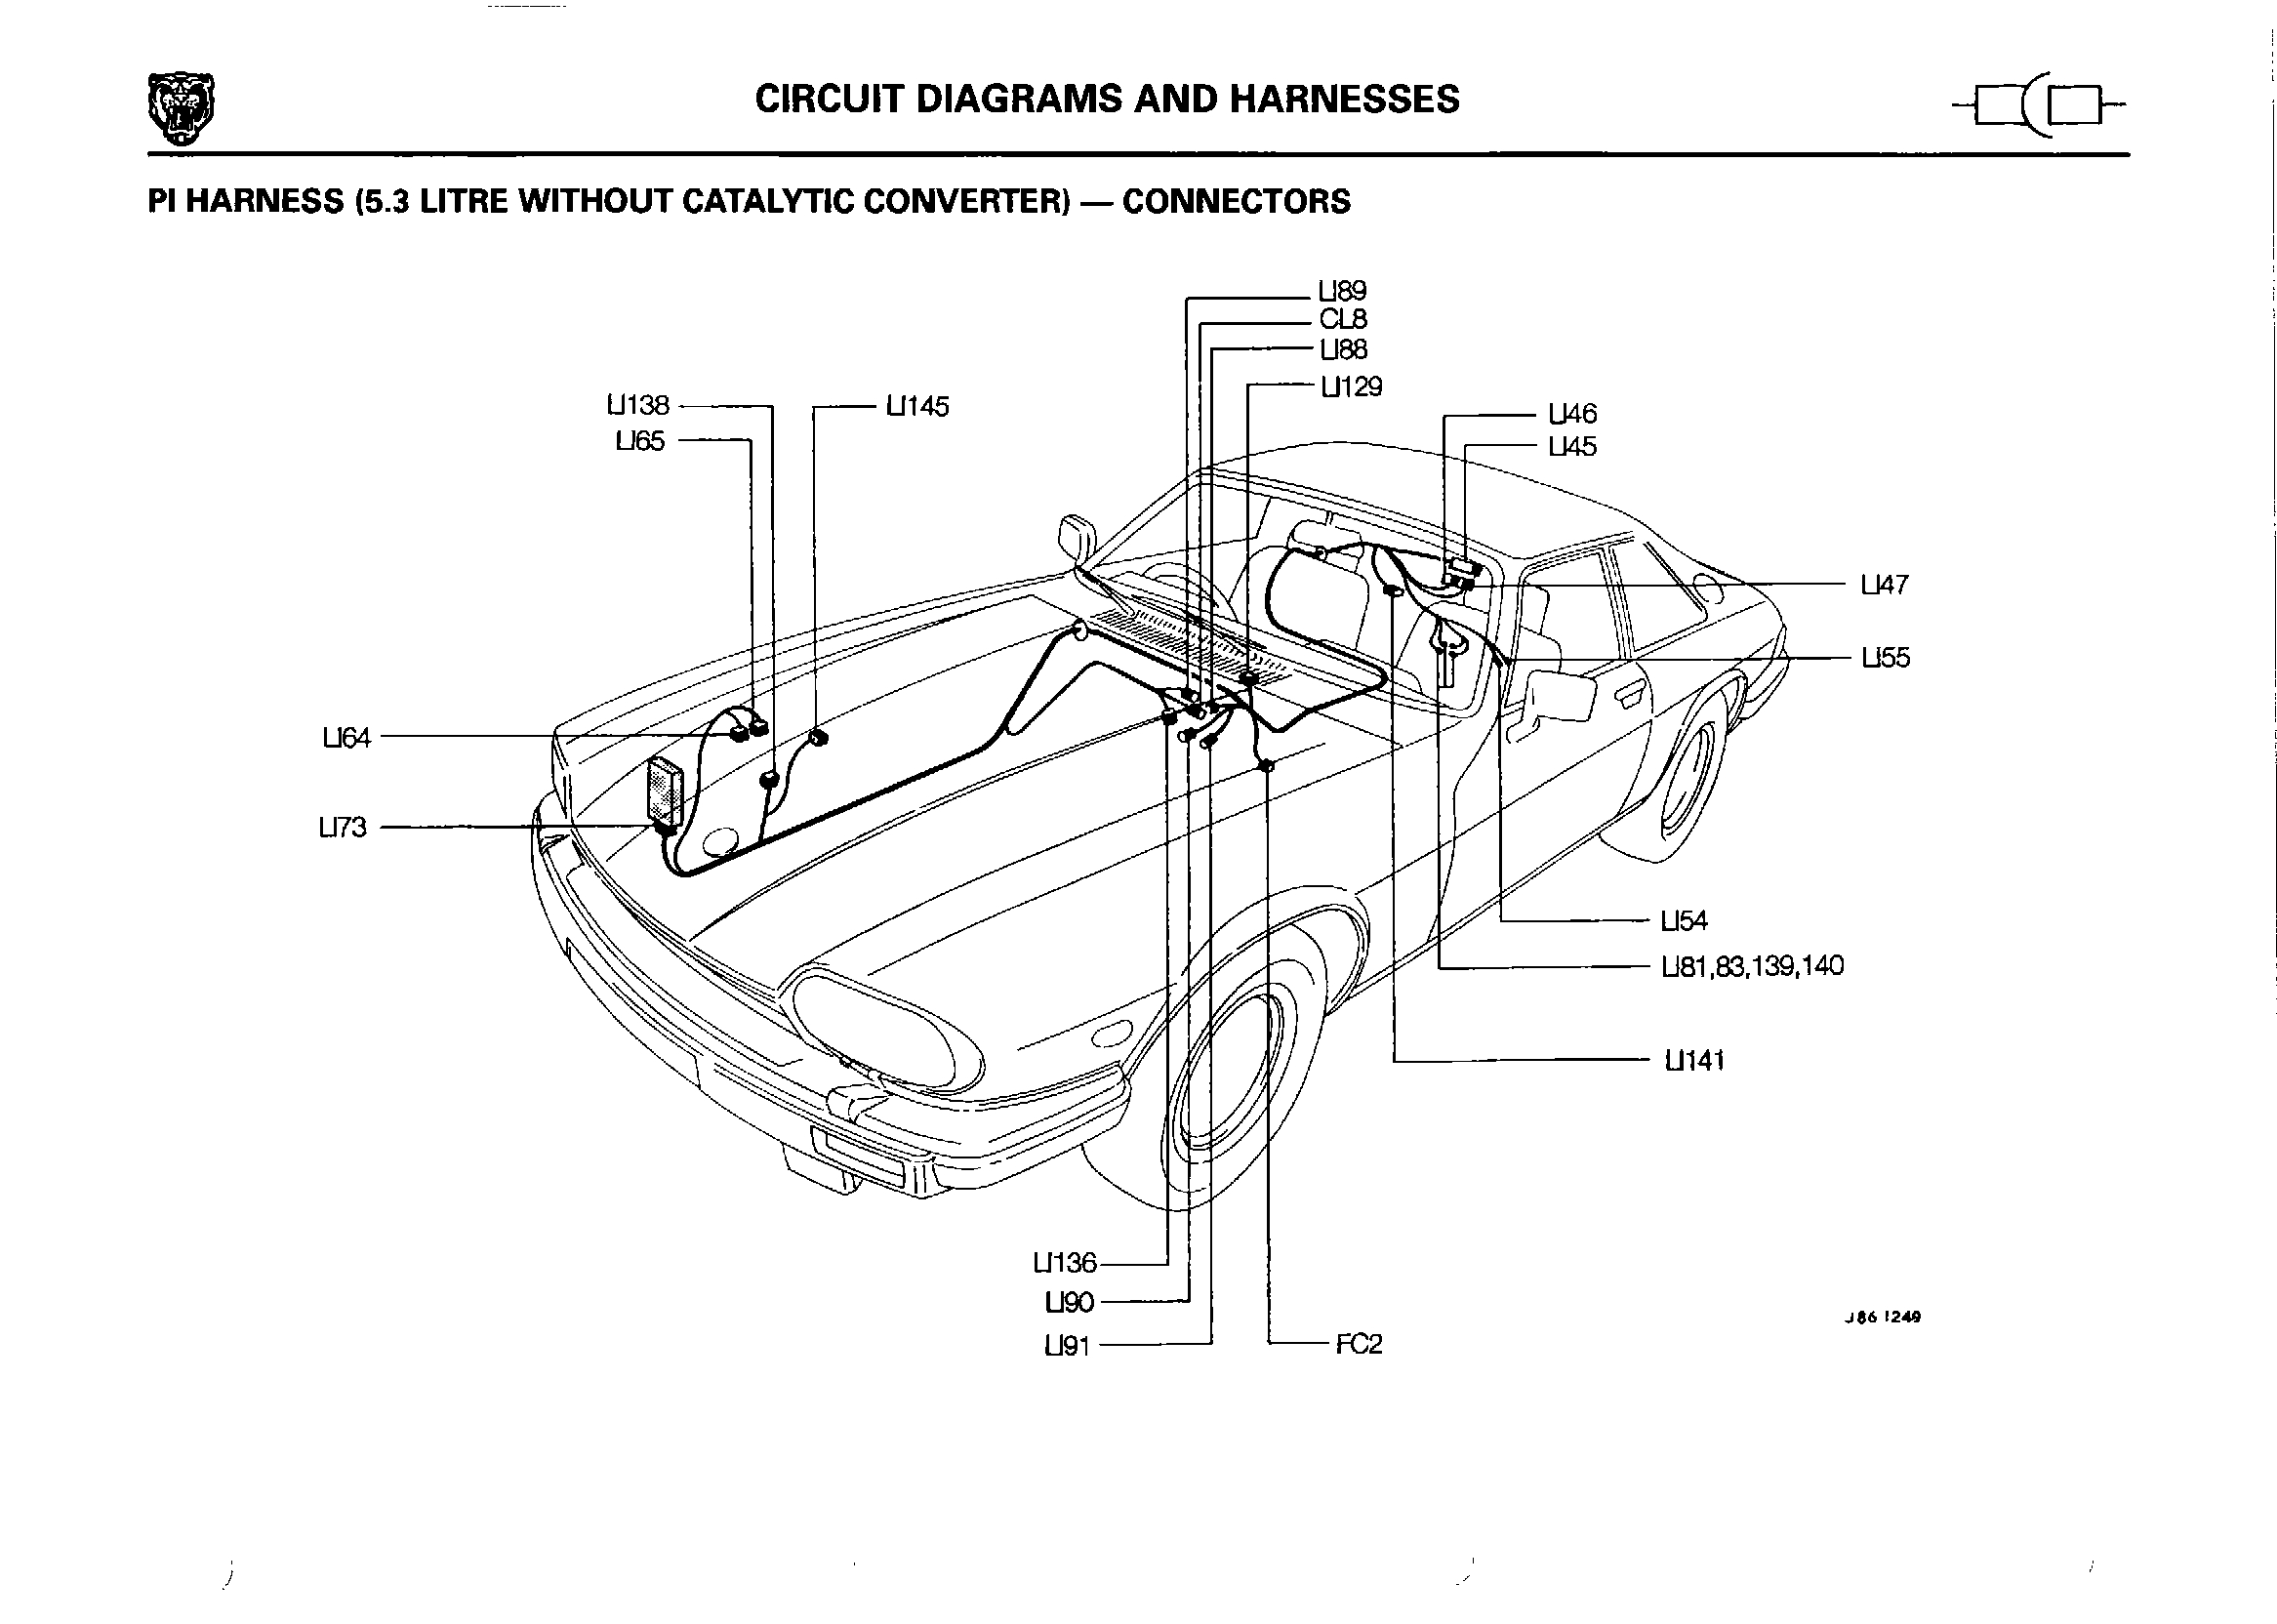 CIRCUIT DIAGRAMS AND HARNESSES
PI HARNESS (5.3 LITRE WITHOUT CATALYTIC CONVERTER) — CONNECTORS
LI89
CL8
LI88
LI129
LI138
LI145
LI46
LI65
LI45
LI47
LI55
LI64
LI73
LI54
LI81,83,139,140
LI141
LI136
LI90
J86 1249
LI91
FC2